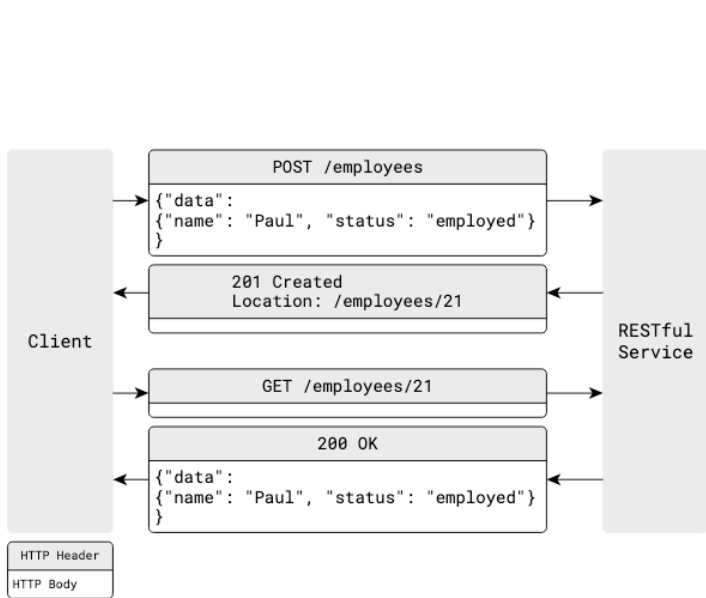 POST /employees
{"data":
{"name": "Paul", "status": "employed"}
}
201 Created
Location: /employees/21
Client
RESTful
Service
GET /employees/21
200 OK
{"data":
{"name": "Paul", "status": "employed"}
}
HTTP Header
HTTP Body